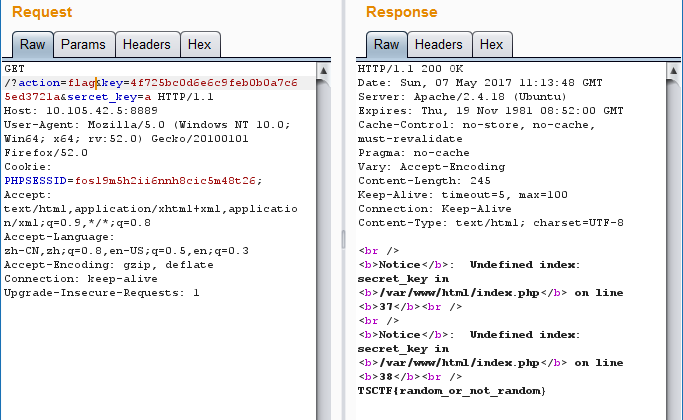 Request
Raw Params Headers Hex
GET
/?action=flag&key=4f725bc0d6e6c9feb0b0a7c6
5ed3721a&sercet_key=a HTTP/1.1
Host: 10.105.42.5:8889
User-Agent: Mozilla/5.0 (Windows NT 10.0;
Win64; x64; rv:52.0) Gecko/20100101
Firefox/52.0
Cookie:
PHPSESSID=fosl9m5h2ii6nnh8cic5m48t26;
Accept:
text/html,application/xhtml+xml,applicatio
n/xml;q=0.9,*/*;q=0.8
Accept-Language:
zh-CN,zh;q=0.8,en-US;q=0.5,en;q=0.3
Accept-Encoding: gzip, deflate
Connection: keep-alive
Upgrade-Insecure-Requests: 1
Response
Raw Headers Hex
HTTP/1.1 200 OK
Date: Sun, 07 May 2017 11:13:48 GMT
Server: Apache/2.4.18 (Ubuntu)
Expires: Thu, 19 Nov 1981 08:52:00 GMT
Cache-Control: no-store, no-cache,
must-revalidate
Pragma: no-cache
Vary: Accept-Encoding
Content-Length: 245
Keep-Alive: timeout=5, max=100
Connection: Keep-Alive
Content-Type: text/html; charset=UTF-8
<br />
<b>Notice</b>:  Undefined index:
secret_key in
<b>/var/www/html/index.php</b> on line
<b>37</b><br />
<br />
<b>Notice</b>:  Undefined index:
secret_key in
<b>/var/www/html/index.php</b> on line
<b>38</b><br />
TSCTF{random_or_not_random}